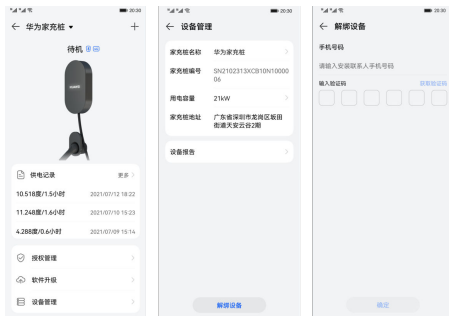 20:30
华为家充桩
待机
HUAWEI
供电记录 更多
10.518度/1.5小时 2021/07/12 18:22
11.248度/1.6小时 2021/07/10 15:23
4.288度/0.6小时 2021/07/09 15:14
授权管理
软件升级
设备管理
20:30
设备管理
家充桩名称 华为家充桩
家充桩编号 SN2102313XCB10N10000
06
用电容量 21kW
家充桩地址 广东省深圳市龙岗区坂田
街道天安云谷2期
设备报告
解绑设备
20:30
解绑设备
手机号码
请输入安装联系人手机号码
输入验证码 获取验证码
确定